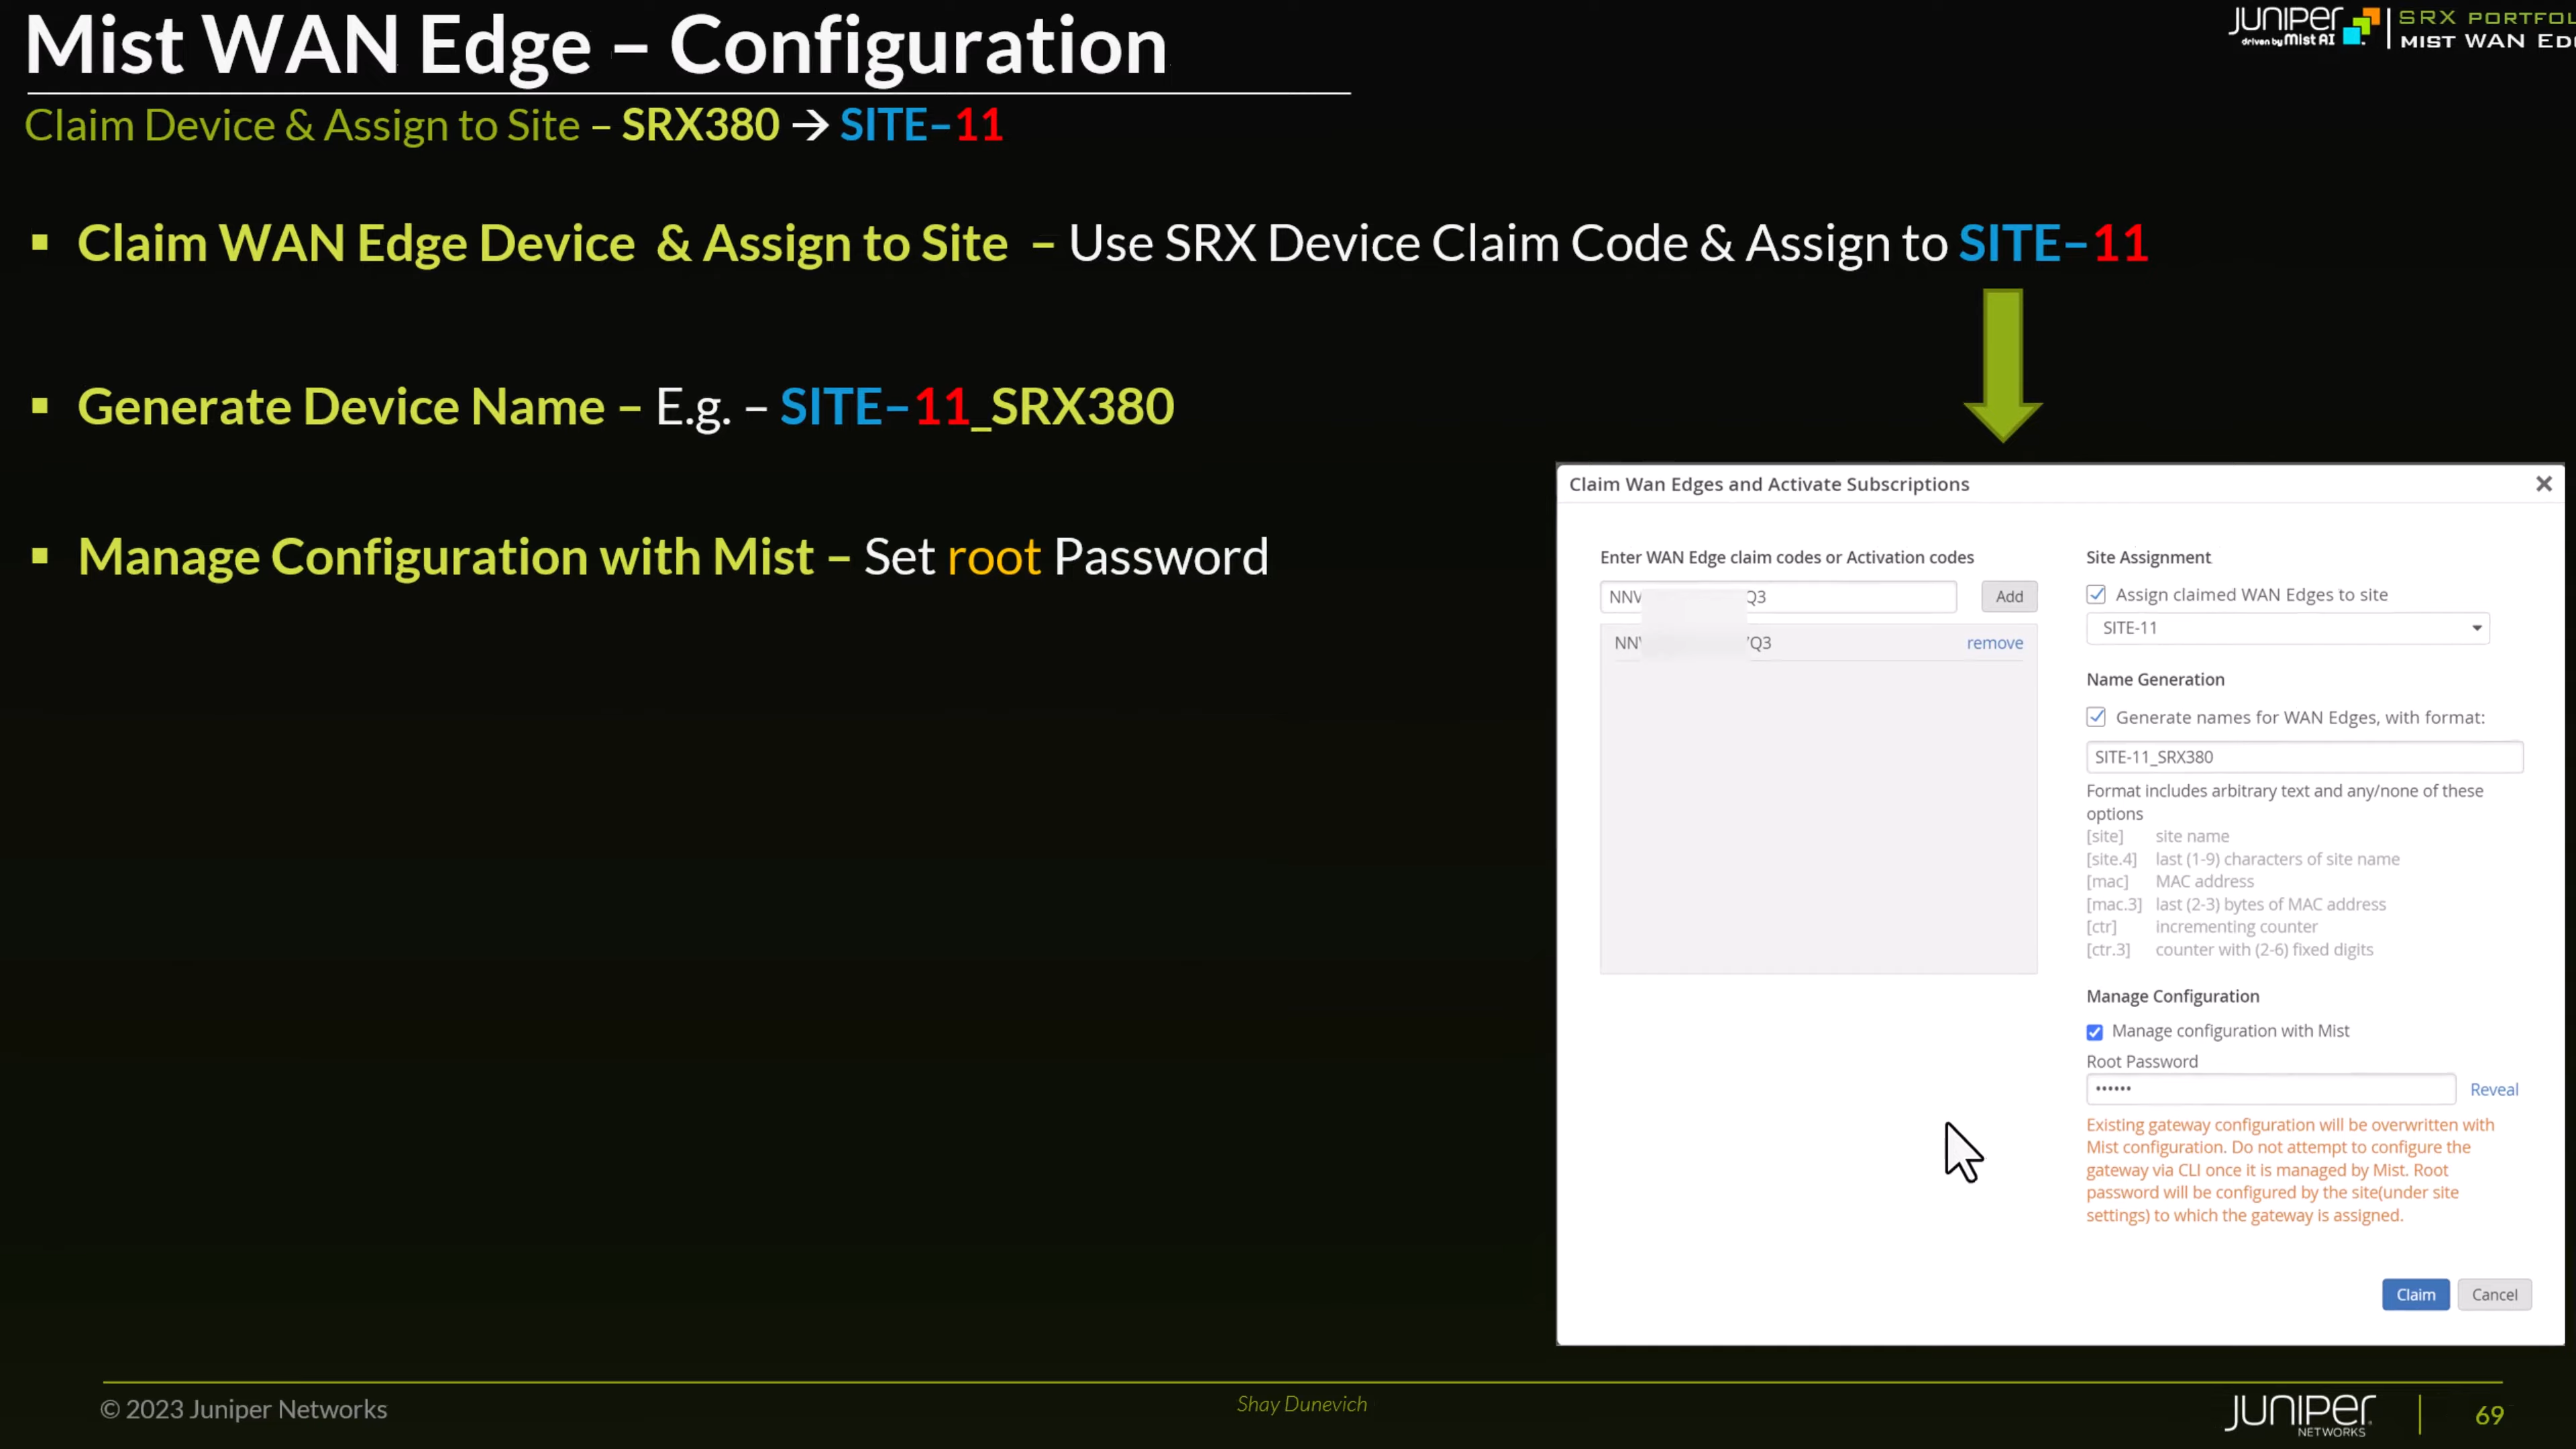 Mist WAN Edge – Configuration
JUNIPEr
driven by Mist AI
SRX PORTFOL
MIST WAN ED
Claim Device & Assign to Site – SRX380 → SITE–11
▪ Claim WAN Edge Device & Assign to Site – Use SRX Device Claim Code & Assign to SITE–11
▪ Generate Device Name – E.g. – SITE–11_SRX380
▪ Manage Configuration with Mist – Set root Password
Claim Wan Edges and Activate Subscriptions
Enter WAN Edge claim codes or Activation codes
NNV Q3
Add
NN Q3
remove
Site Assignment
Assign claimed WAN Edges to site
SITE-11
Name Generation
Generate names for WAN Edges, with format:
SITE-11_SRX380
Format includes arbitrary text and any/none of these
options
[site] site name
[site.4] last (1-9) characters of site name
[mac] MAC address
[mac.3] last (2-3) bytes of MAC address
[ctr] incrementing counter
[ctr.3] counter with (2-6) fixed digits
Manage Configuration
Manage configuration with Mist
Root Password
••••••
Reveal
Existing gateway configuration will be overwritten with
Mist configuration. Do not attempt to configure the
gateway via CLI once it is managed by Mist. Root
password will be configured by the site(under site
settings) to which the gateway is assigned.
Claim
Cancel
© 2023 Juniper Networks
Shay Dunevich
JUNIPEr
NETWORKS
69